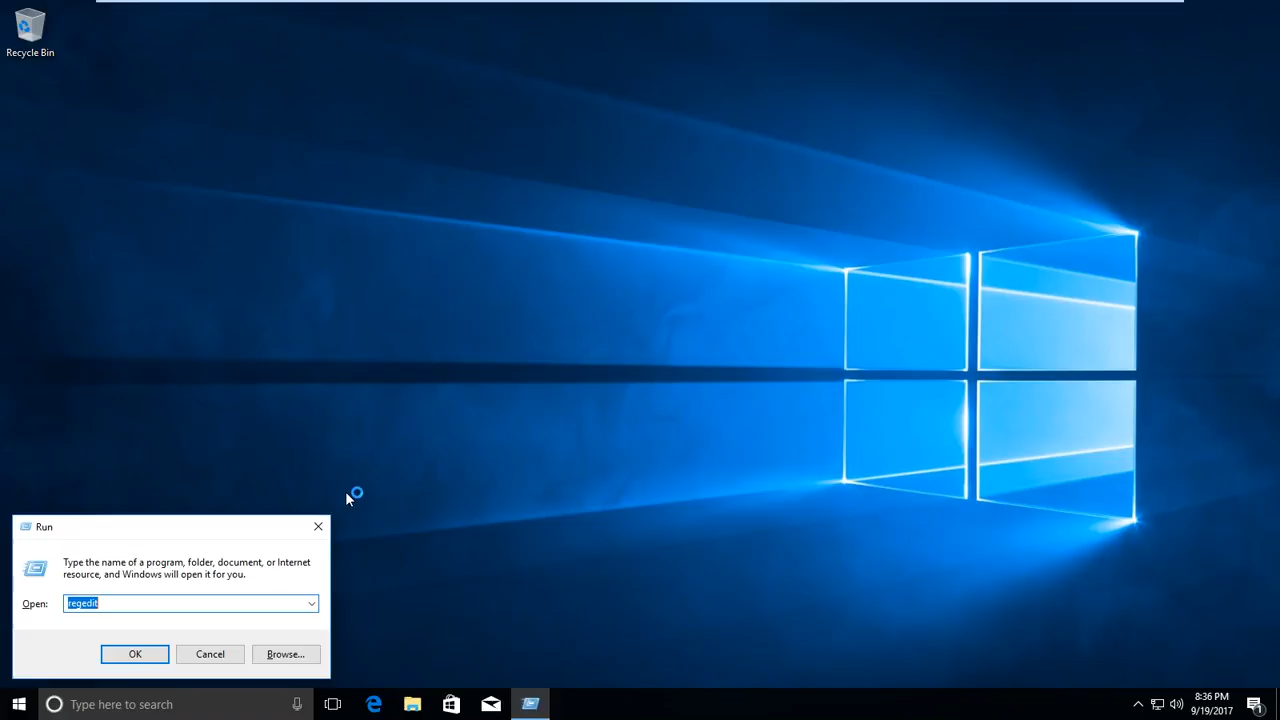 Recycle Bin
Run
Type the name of a program, folder, document, or Internet
resource, and Windows will open it for you.
Open:
regedit
OK
Cancel
Browse...
Type here to search
8:36 PM
9/19/2017
1